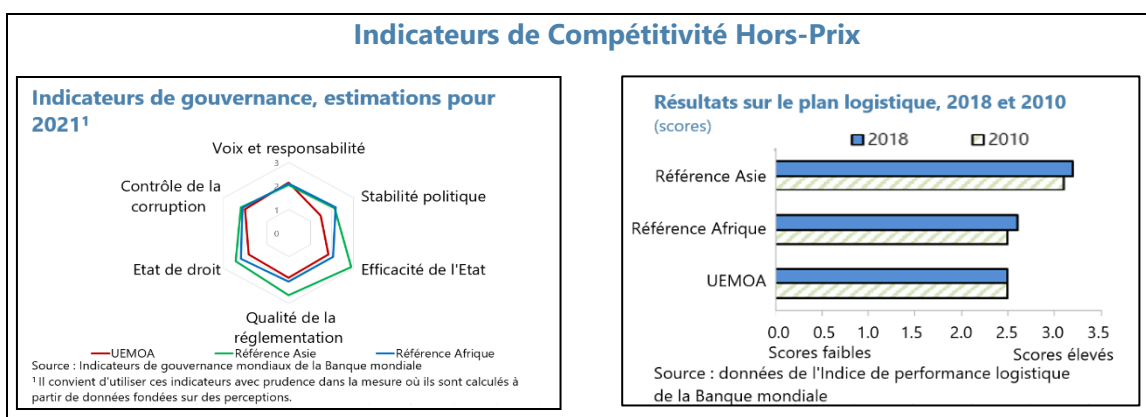 Indicateurs de Compétitivité Hors-Prix
Indicateurs de gouvernance, estimations pour
2021¹
Voix et responsabilité
3
2
1
0
Contrôle de la
corruption
Stabilité politique
Etat de droit
Efficacité de l'Etat
Qualité de la
réglementation
UEMOA
Référence Asie
Référence Afrique
Source : Indicateurs de gouvernance mondiaux de la Banque mondiale
¹ Il convient d'utiliser ces indicateurs avec prudence dans la mesure où ils sont calculés à
partir de données fondées sur des perceptions.
Résultats sur le plan logistique, 2018 et 2010
(scores)
2018
2010
Référence Asie
Référence Afrique
UEMOA
0.0 0.5 1.0 1.5 2.0 2.5 3.0 3.5
Scores faibles
Scores élevés
Source : données de l'Indice de performance logistique
de la Banque mondiale